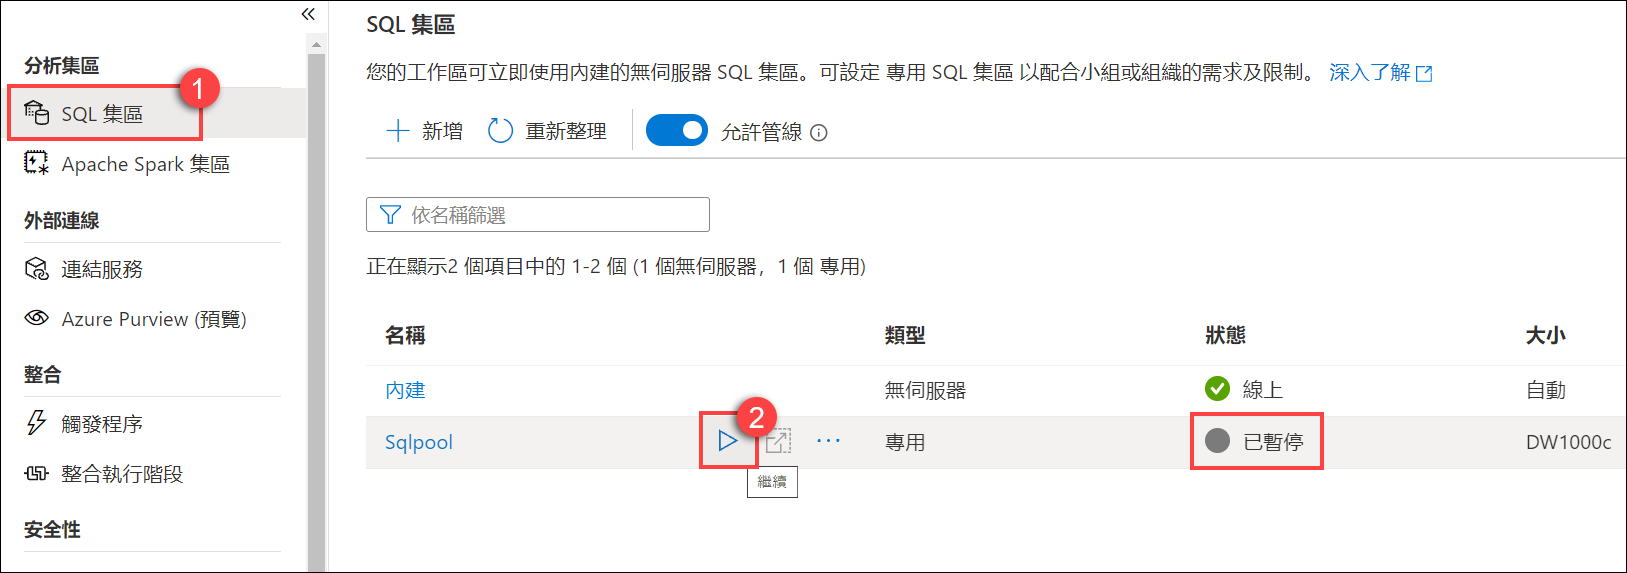 分析集區
1
SQL 集區
Apache Spark 集區
外部連線
連結服務
Azure Purview (預覽)
整合
觸發程序
整合執行階段
安全性
SQL 集區
您的工作區可立即使用內建的無伺服器 SQL 集區。可設定 專用 SQL 集區 以配合小組或組織的需求及限制。 深入了解
新增 重新整理 允許管線
依名稱篩選
正在顯示2 個項目中的 1-2 個 (1 個無伺服器, 1 個 專用)
名稱 類型 狀態 大小
內建 無伺服器 線上 自動
2
Sqlpool ··· 專用 已暫停 DW1000c
繼續